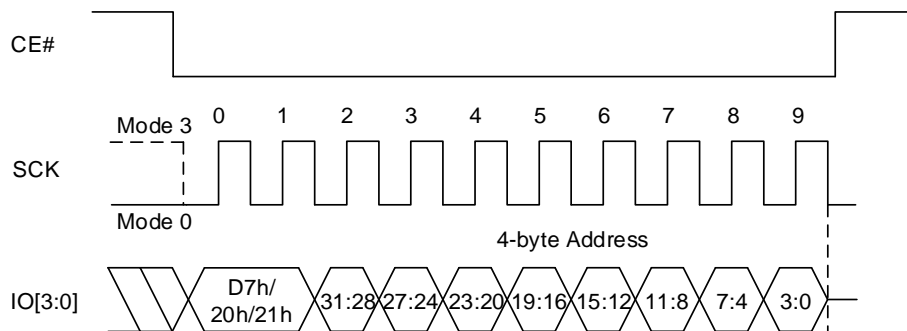 CE#
Mode 3
0 1 2 3 4 5 6 7 8 9
SCK
Mode 0
4-byte Address
IO[3:0]
D7h/
20h/21h
31:28 27:24 23:20 19:16 15:12 11:8 7:4 3:0